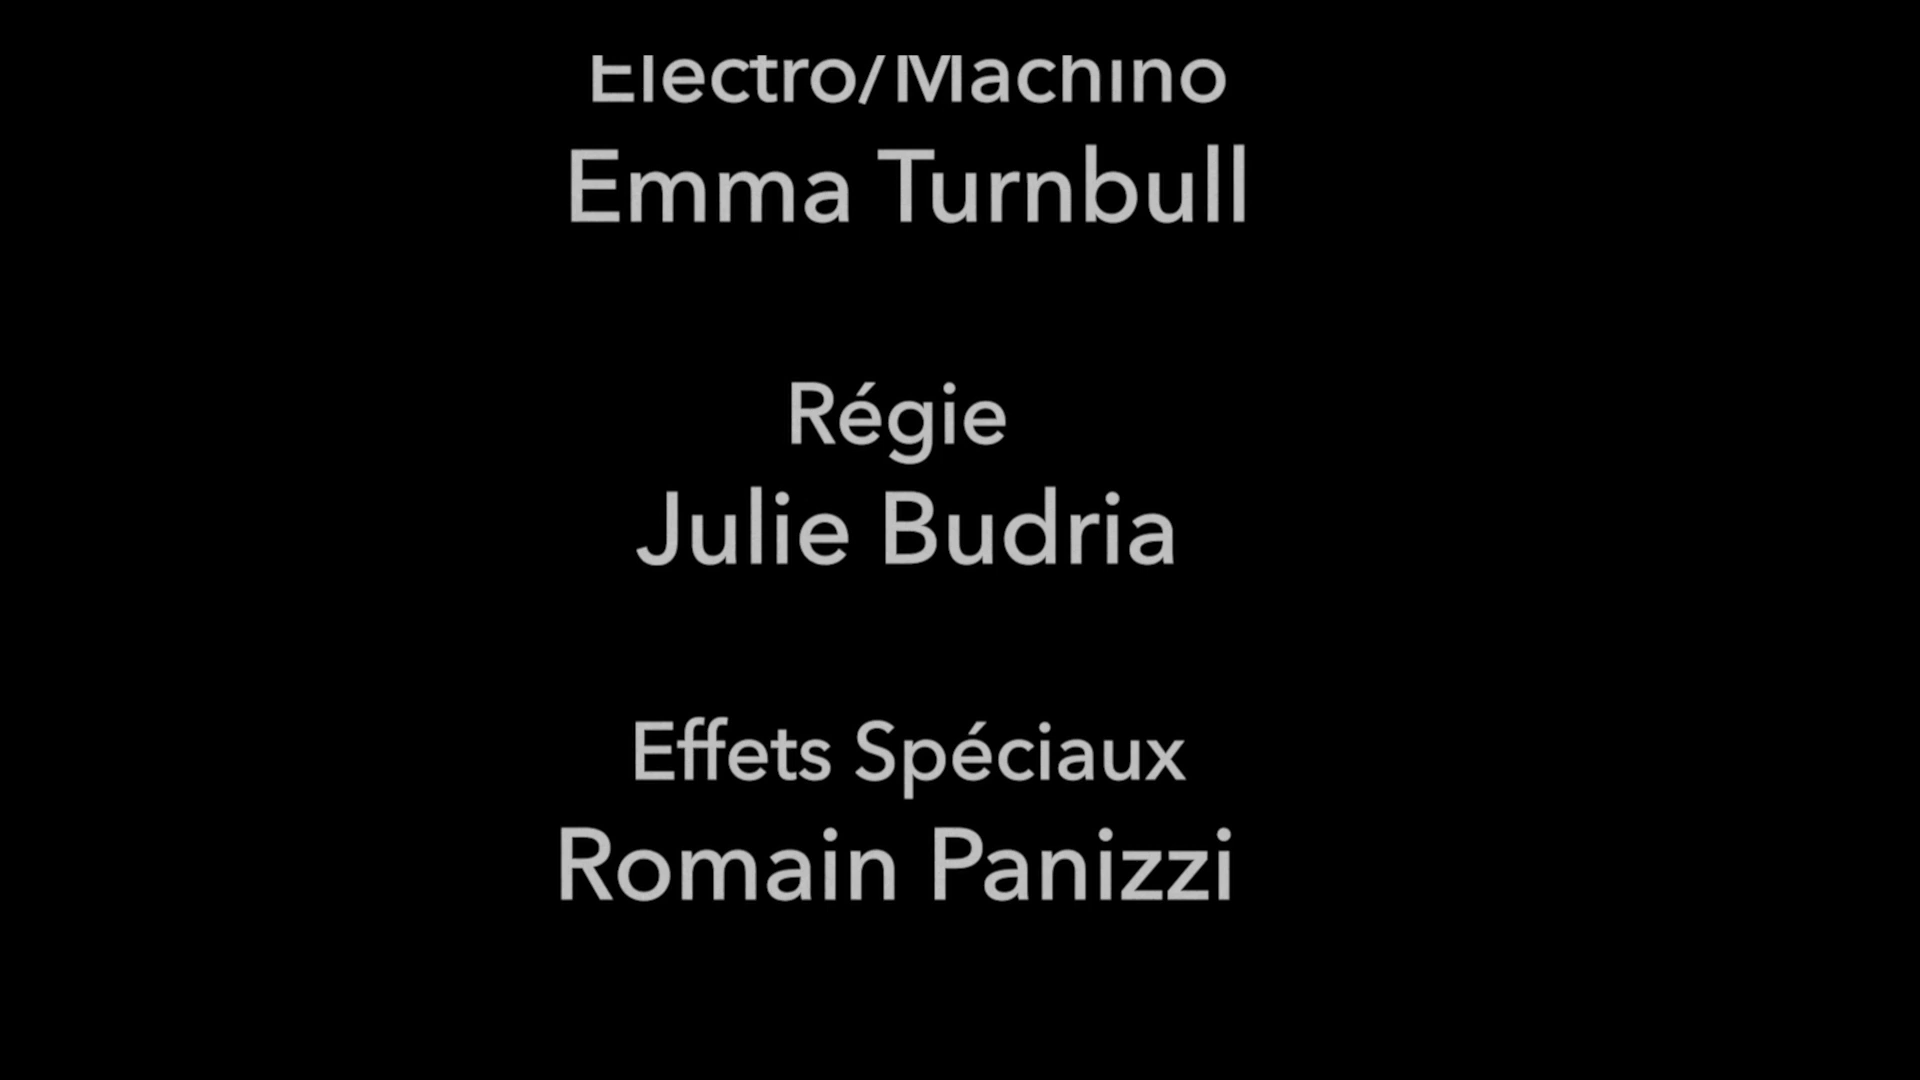 Electro/Machino
Emma Turnbull
Régie
Julie Budria
Effets Spéciaux
Romain Panizzi